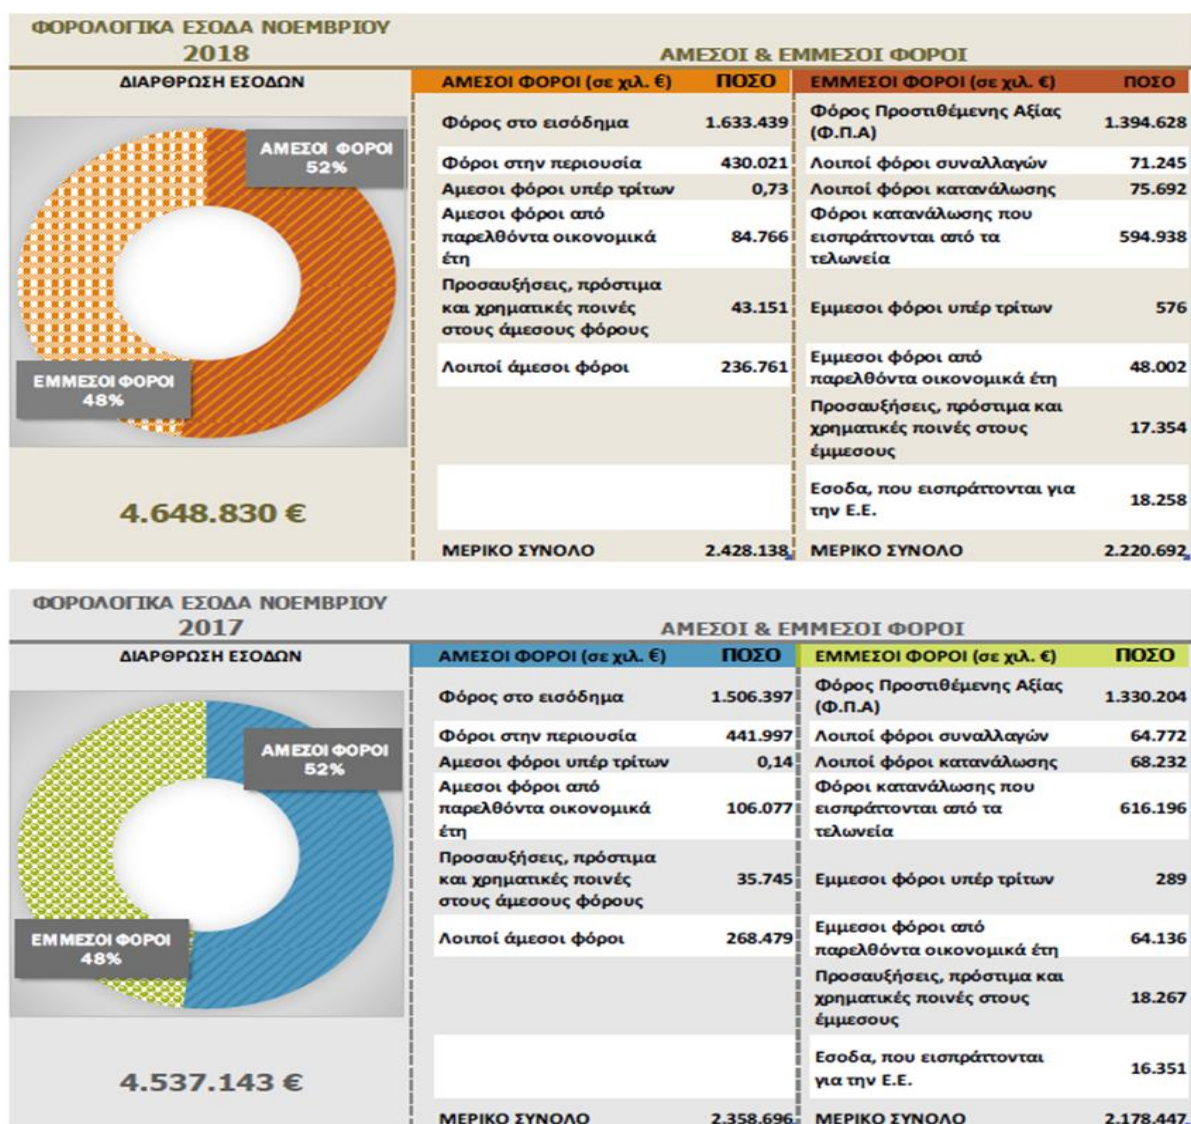 ΦΟΡΟΛΟΓΙΚΑ ΕΣΟΔΑ ΝΟΕΜΒΡΙΟΥ
2018
ΑΜΕΣΟΙ & ΕΜΜΕΣΟΙ ΦΟΡΟΙ
ΔΙΑΡΘΡΩΣΗ ΕΣΟΔΩΝ
ΑΜΕΣΟΙ ΦΟΡΟΙ
52%
ΕΜΜΕΣΟΙ ΦΟΡΟΙ
48%
4.648.830 €
ΑΜΕΣΟΙ ΦΟΡΟΙ (σε χιλ. €) ΠΟΣΟ
Φόρος στο εισόδημα 1.633.439
Φόροι στην περιουσία 430.021
Αμεσοι φόροι υπέρ τρίτων 0,73
Αμεσοι φόροι από
παρελθόντα οικονομικά 84.766
έτη
Προσαυξήσεις, πρόστιμα
και χρηματικές ποινές 43.151
στους άμεσους φόρους
Λοιποί άμεσοι φόροι 236.761
ΜΕΡΙΚΟ ΣΥΝΟΛΟ 2.428.138
ΕΜΜΕΣΟΙ ΦΟΡΟΙ (σε χιλ. €) ΠΟΣΟ
Φόρος Προστιθέμενης Αξίας
(Φ.Π.Α) 1.394.628
Λοιποί φόροι συναλλαγών 71.245
Λοιποί φόροι κατανάλωσης 75.692
Φόροι κατανάλωσης που
εισπράττονται από τα 594.938
τελωνεία
Εμμεσοι φόροι υπέρ τρίτων 576
Εμμεσοι φόροι από
παρελθόντα οικονομικά έτη 48.002
Προσαυξήσεις, πρόστιμα και
χρηματικές ποινές στους 17.354
έμμεσους
Εσοδα, που εισπράττονται για
την Ε.Ε. 18.258
ΜΕΡΙΚΟ ΣΥΝΟΛΟ 2.220.692
ΦΟΡΟΛΟΓΙΚΑ ΕΣΟΔΑ ΝΟΕΜΒΡΙΟΥ
2017
ΑΜΕΣΟΙ & ΕΜΜΕΣΟΙ ΦΟΡΟΙ
ΔΙΑΡΘΡΩΣΗ ΕΣΟΔΩΝ
ΑΜΕΣΟΙ ΦΟΡΟΙ
52%
ΕΜΜΕΣΟΙ ΦΟΡΟΙ
48%
4.537.143 €
ΑΜΕΣΟΙ ΦΟΡΟΙ (σε χιλ. €) ΠΟΣΟ
Φόρος στο εισόδημα 1.506.397
Φόροι στην περιουσία 441.997
Αμεσοι φόροι υπέρ τρίτων 0,14
Αμεσοι φόροι από
παρελθόντα οικονομικά 106.077
έτη
Προσαυξήσεις, πρόστιμα
και χρηματικές ποινές 35.745
στους άμεσους φόρους
Λοιποί άμεσοι φόροι 268.479
ΜΕΡΙΚΟ ΣΥΝΟΛΟ 2.358.696
ΕΜΜΕΣΟΙ ΦΟΡΟΙ (σε χιλ. €) ΠΟΣΟ
Φόρος Προστιθέμενης Αξίας
(Φ.Π.Α) 1.330.204
Λοιποί φόροι συναλλαγών 64.772
Λοιποί φόροι κατανάλωσης 68.232
Φόροι κατανάλωσης που
εισπράττονται από τα 616.196
τελωνεία
Εμμεσοι φόροι υπέρ τρίτων 289
Εμμεσοι φόροι από
παρελθόντα οικονομικά έτη 64.136
Προσαυξήσεις, πρόστιμα και
χρηματικές ποινές στους 18.267
έμμεσους
Εσοδα, που εισπράττονται
για την Ε.Ε. 16.351
ΜΕΡΙΚΟ ΣΥΝΟΛΟ 2.178.447